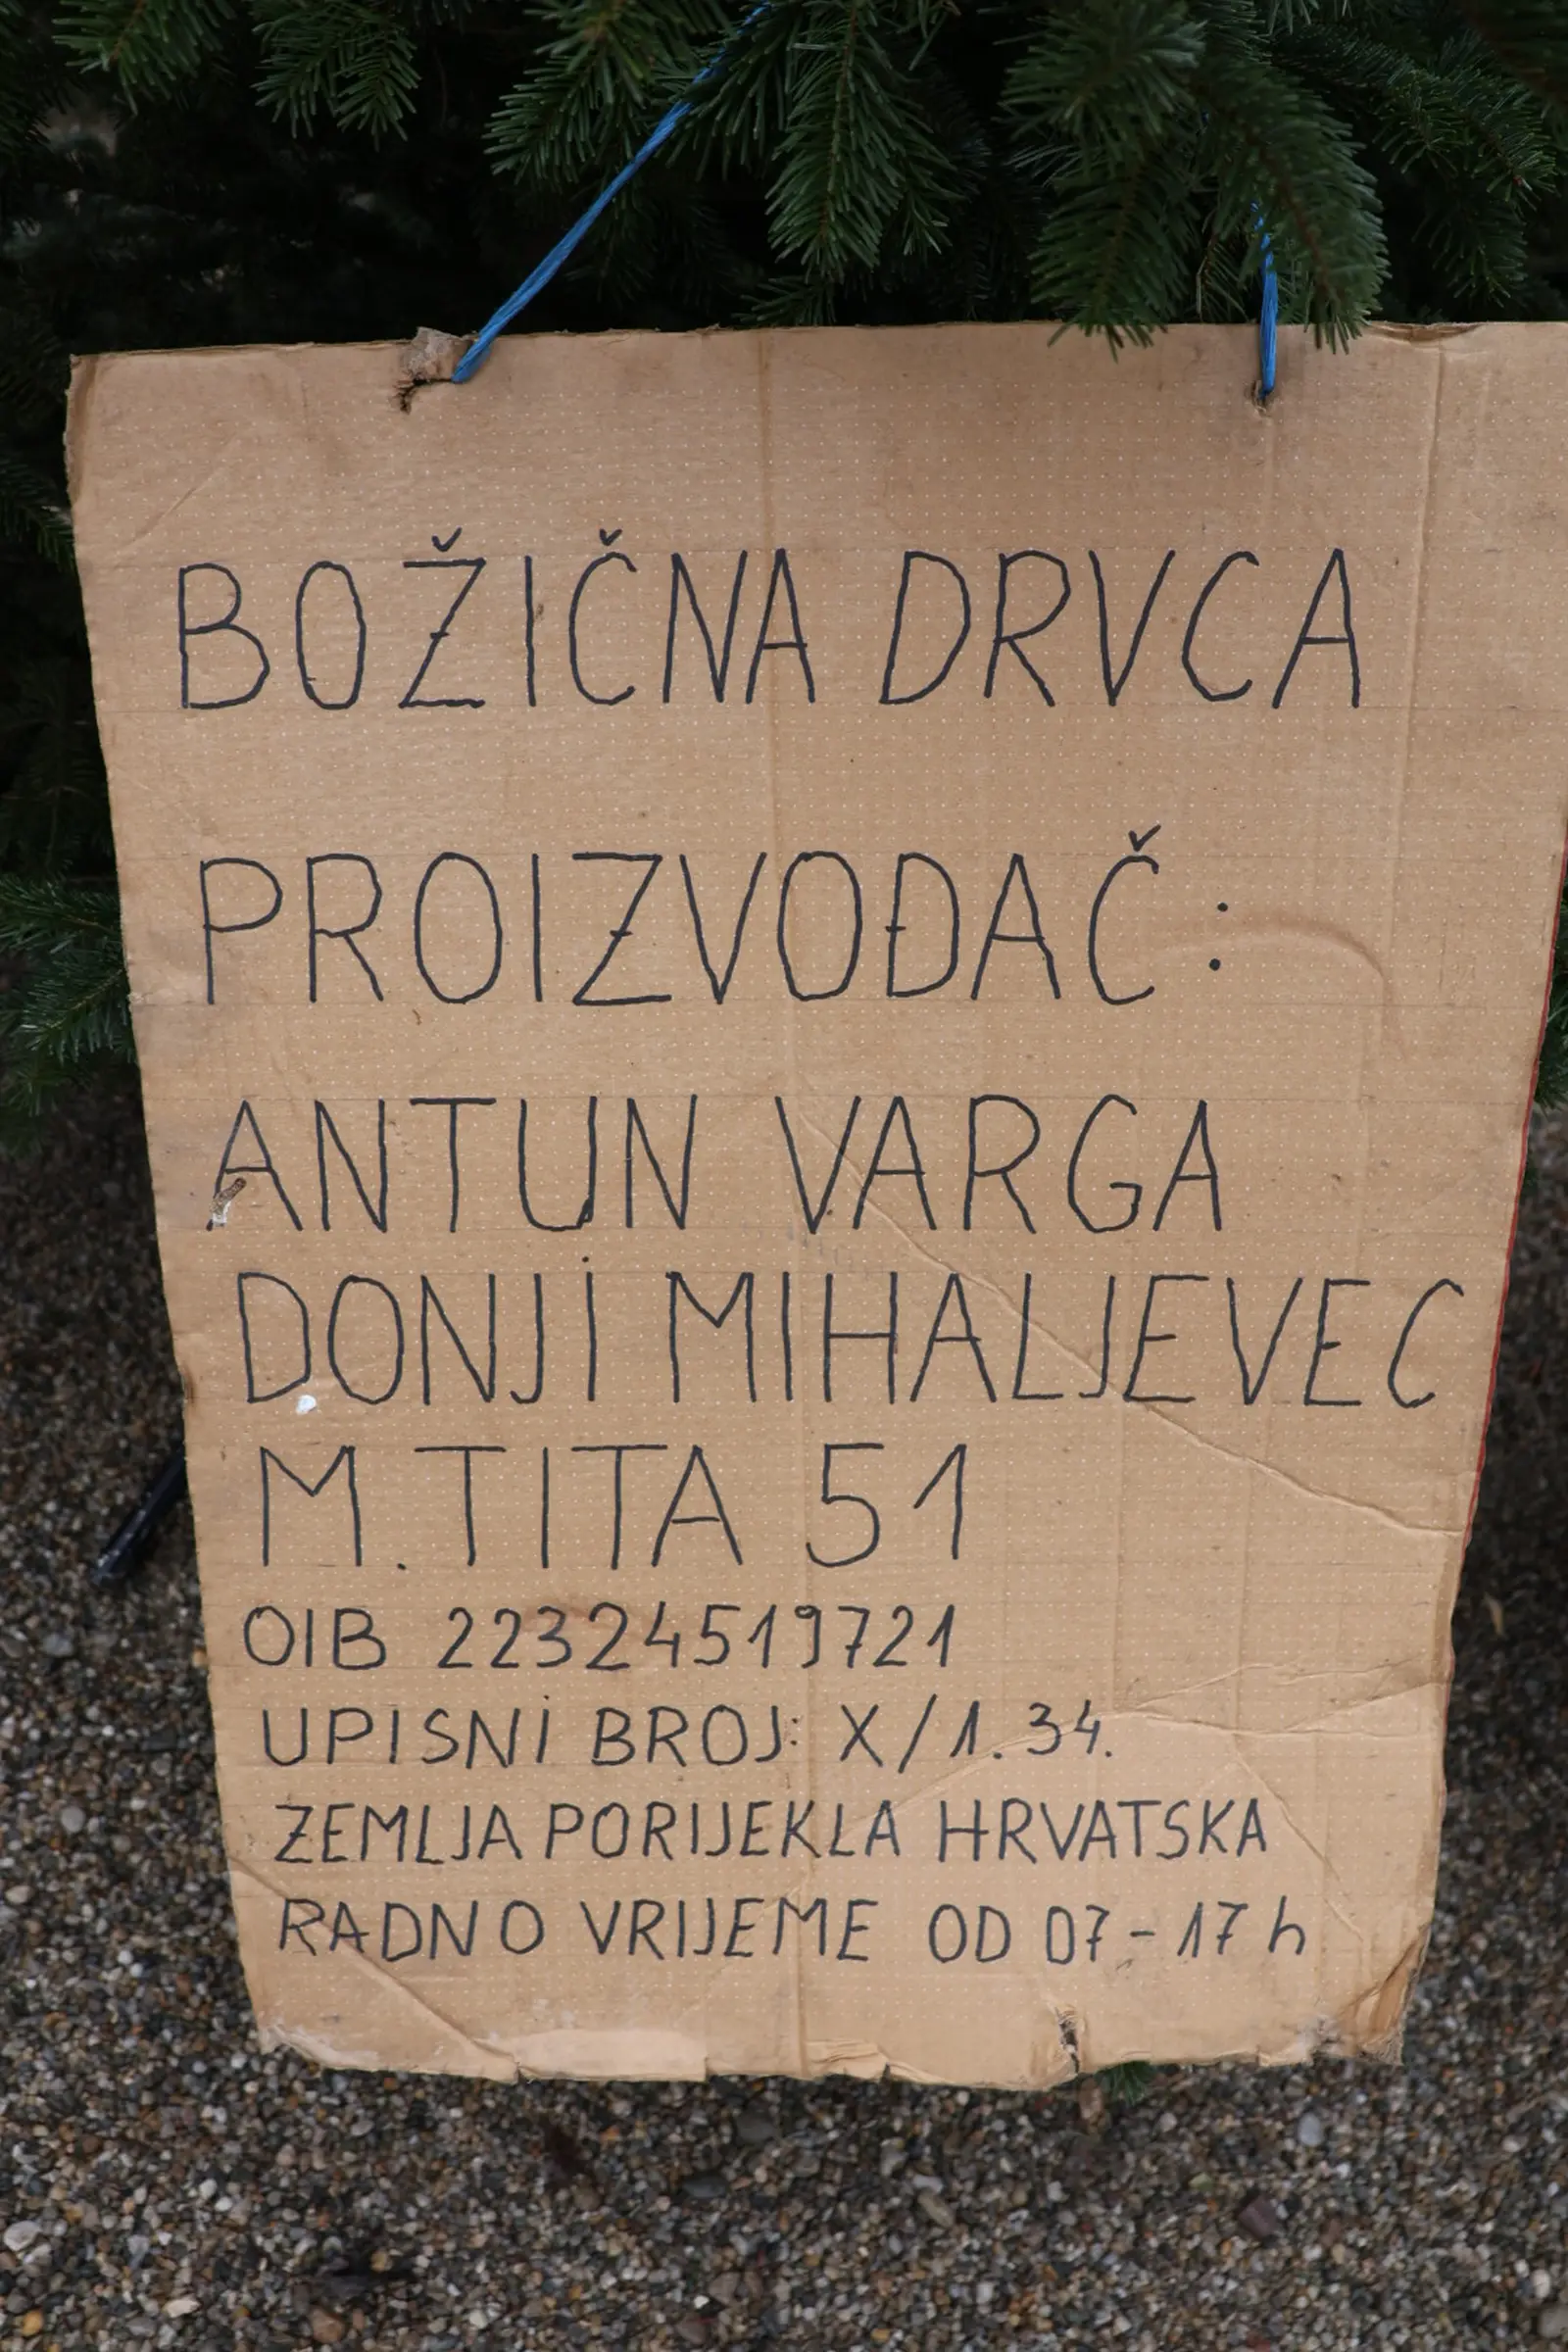 BOŽIČNA DRVCA
PROIZVOĐAČ:
ANTUN VARGA
DONJI MIHALJEVEC
M. TITA 51
OIB 22324519721
UPISNI BROJ: X/1.34.
ZEMLJA PORIJEKLA HRVATSKA
RADNO VRIJEME OD 07-17 h